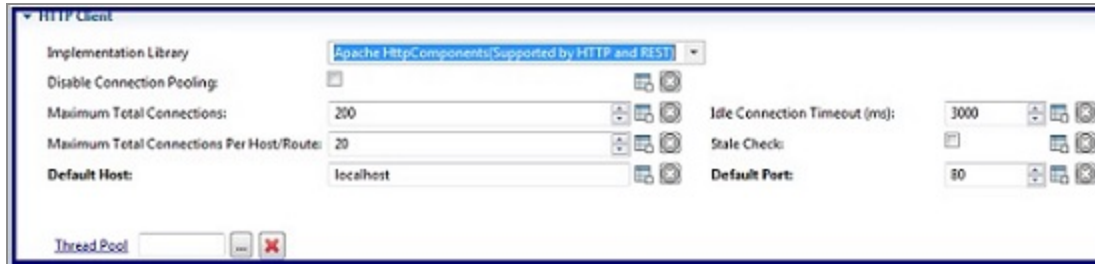 HTTP Client
Implementation Library Apache HttpComponents(Supported by HTTP and REST)
Disable Connection Pooling:
Maximum Total Connections: 200 Idle Connection Timeout (ms): 3000
Maximum Total Connections Per Host/Route: 20 Stale Check:
Default Host: localhost Default Port: 80
Thread Pool ...